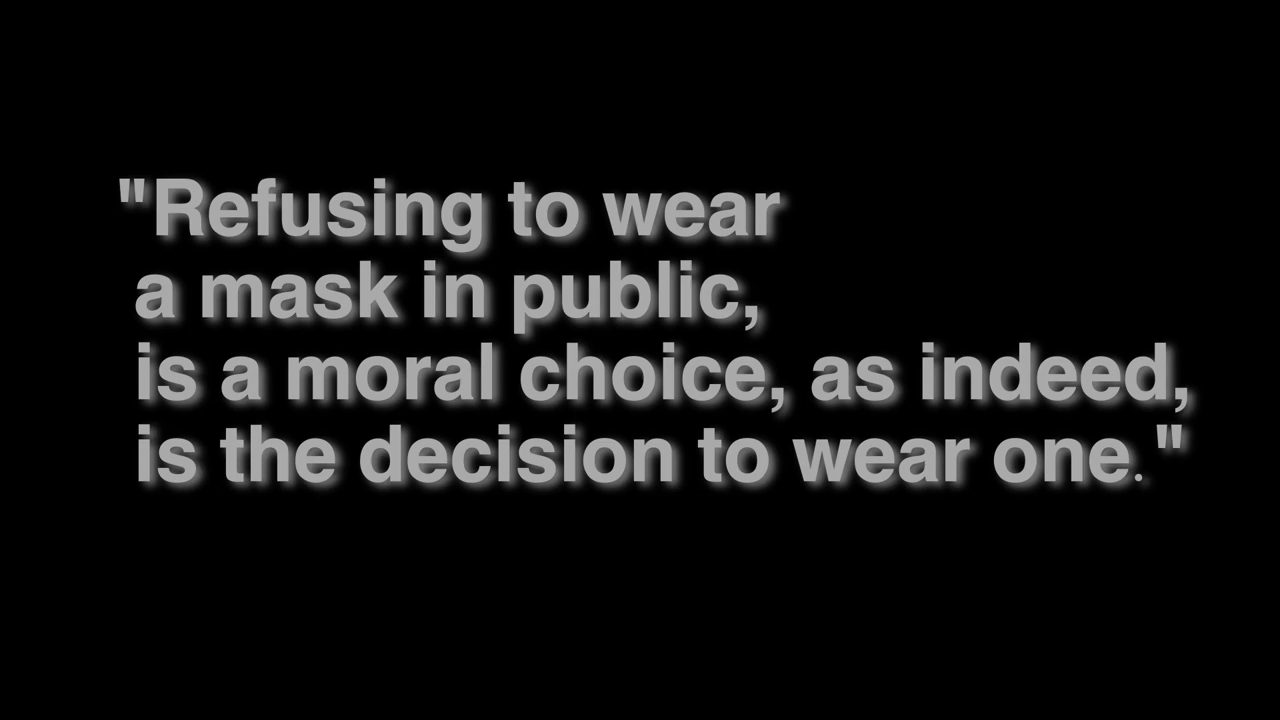 "Refusing to wear
a mask in public,
is a moral choice, as indeed,
is the decision to wear one."